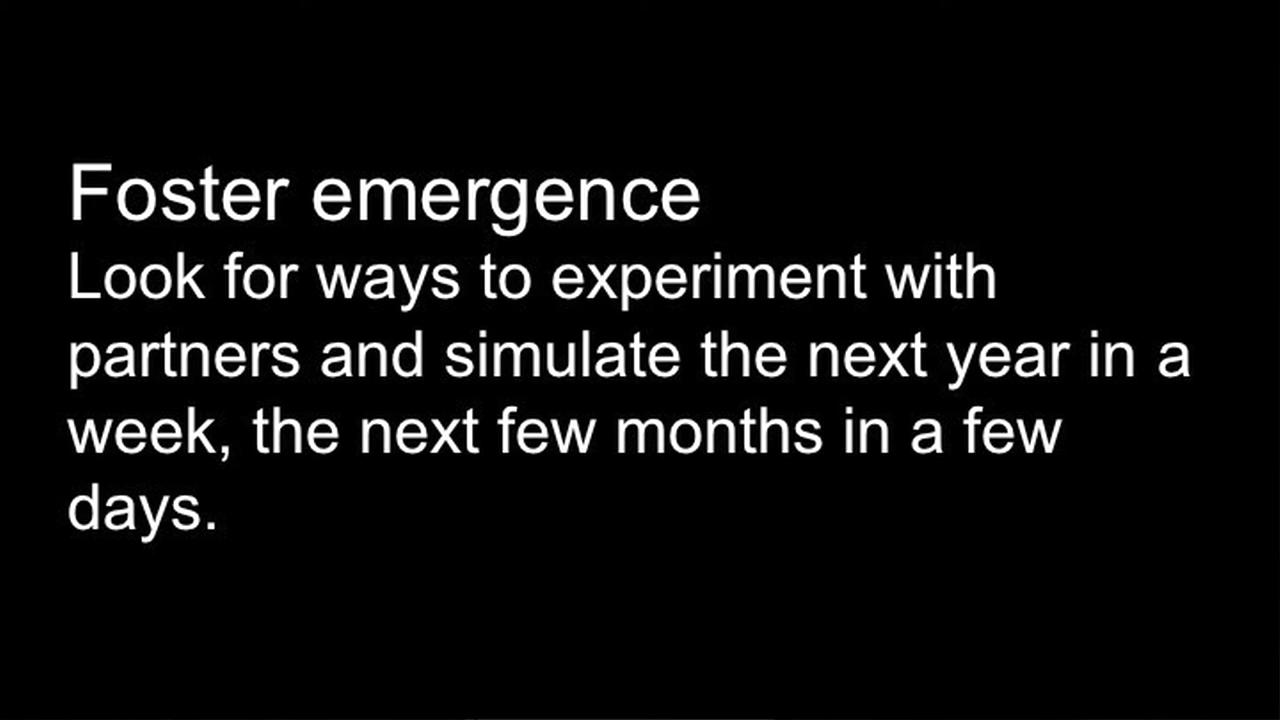 Foster emergence
Look for ways to experiment with
partners and simulate the next year in a
week, the next few months in a few
days.